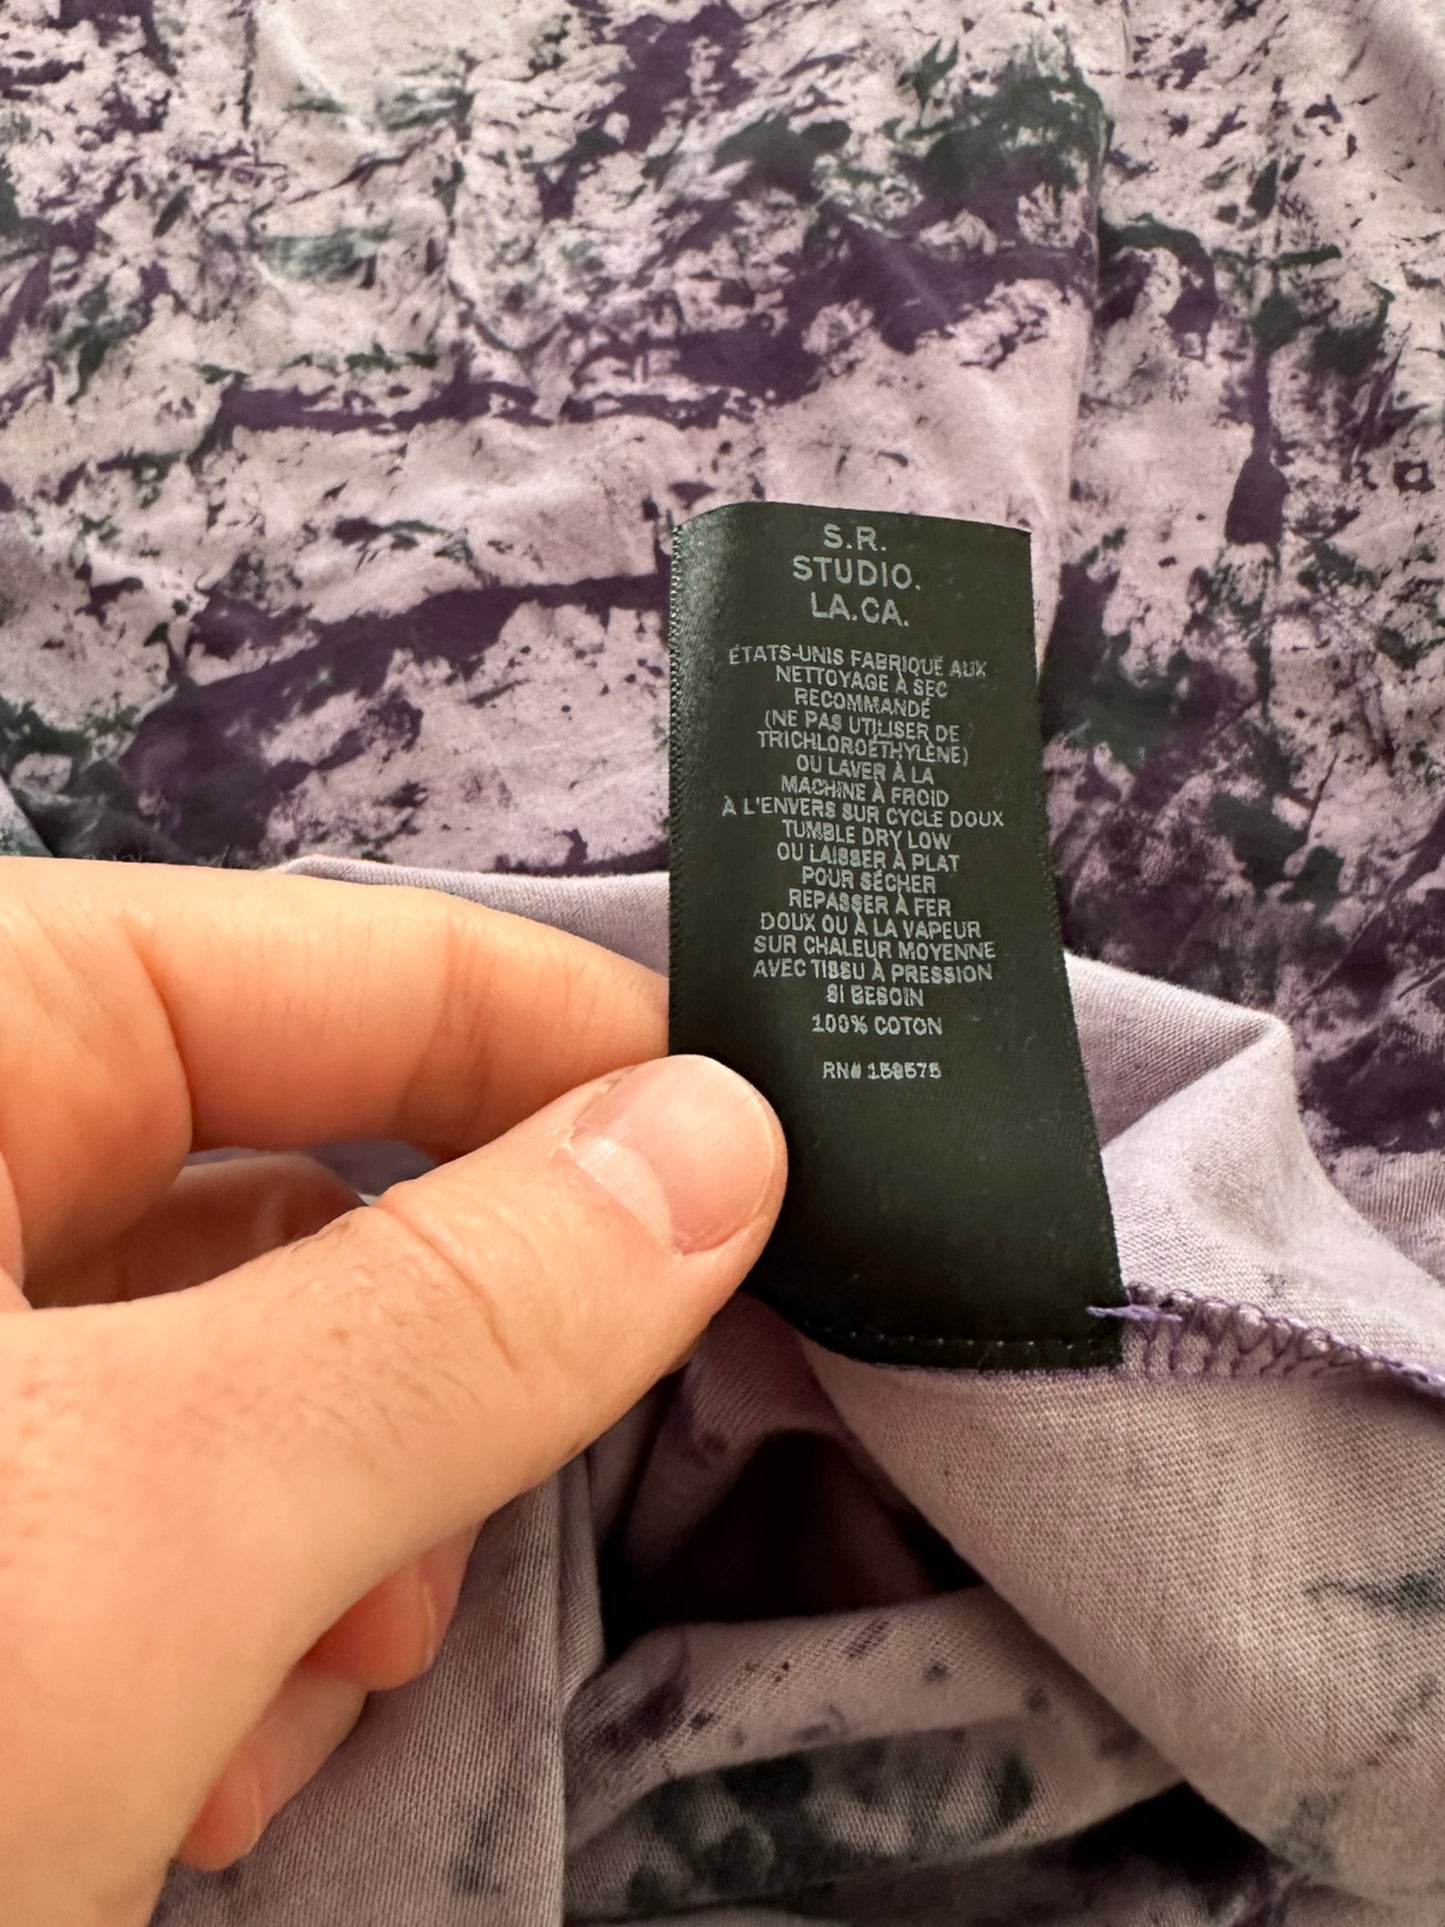 S.R.
STUDIO.
LA.CA.
ÉTATS-UNIS FABRIQUÉ AUX
NETTOYAGE À SEC
RECOMMANDÉ
(NE PAS UTILISER DE
TRICHLOROÉTHYLÈNE)
OU LAVER À LA
MACHINE À FROID
À L'ENVERS SUR CYCLE DOUX
TUMBLE DRY LOW
OU LAISSER À PLAT
POUR SÉCHER
REPASSER À FER
DOUX OU À LA VAPEUR
SUR CHALEUR MOYENNE
AVEC TISSU À PRESSION
SI BESOIN
100% COTON
RN#